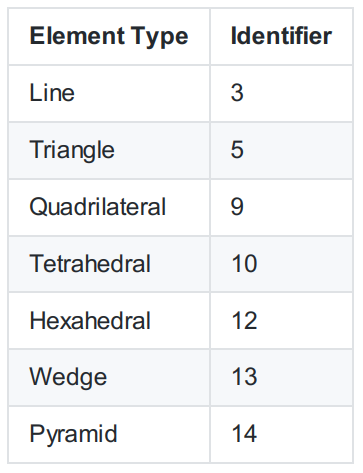 Element Type Identifier
Line 3
Triangle 5
Quadrilateral 9
Tetrahedral 10
Hexahedral 12
Wedge 13
Pyramid 14